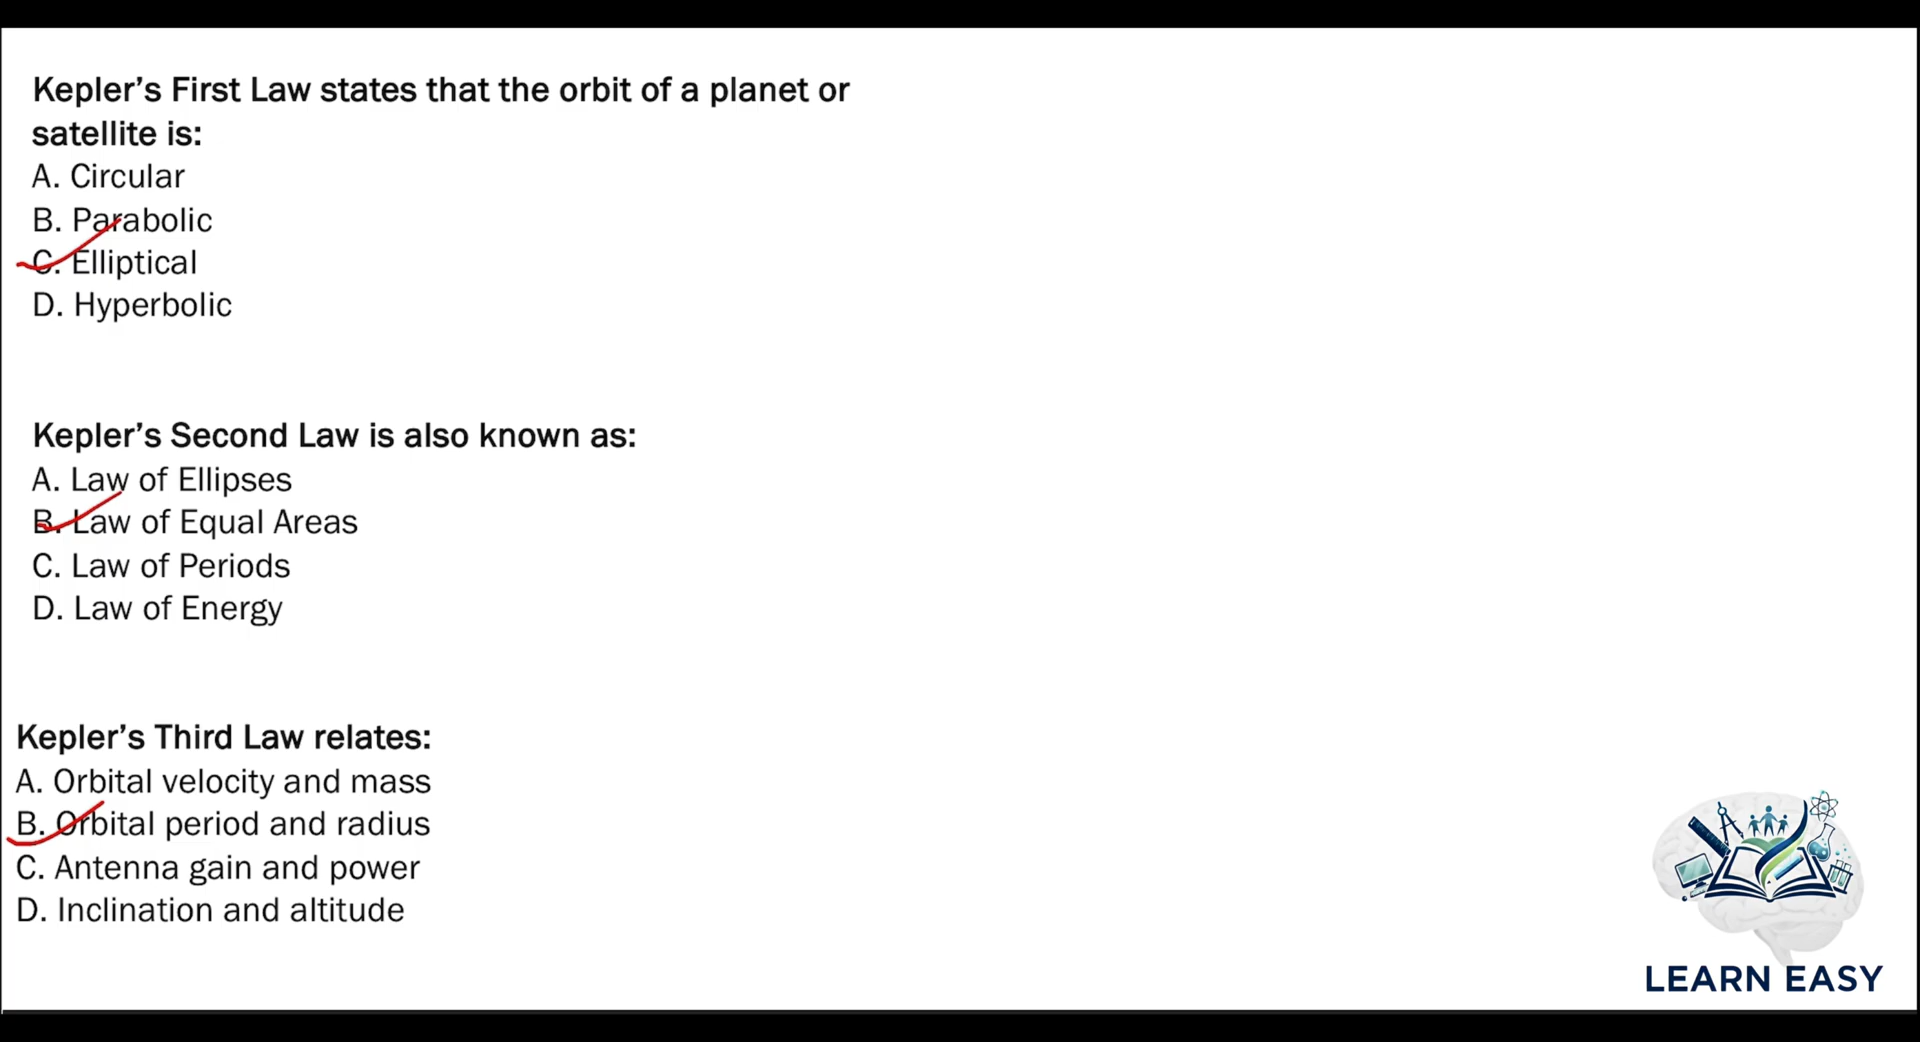 Kepler’s First Law states that the orbit of a planet or
satellite is:
A. Circular
B. Parabolic
C. Elliptical
D. Hyperbolic
Kepler’s Second Law is also known as:
A. Law of Ellipses
B. Law of Equal Areas
C. Law of Periods
D. Law of Energy
Kepler’s Third Law relates:
A. Orbital velocity and mass
B. Orbital period and radius
C. Antenna gain and power
D. Inclination and altitude
LEARN EASY